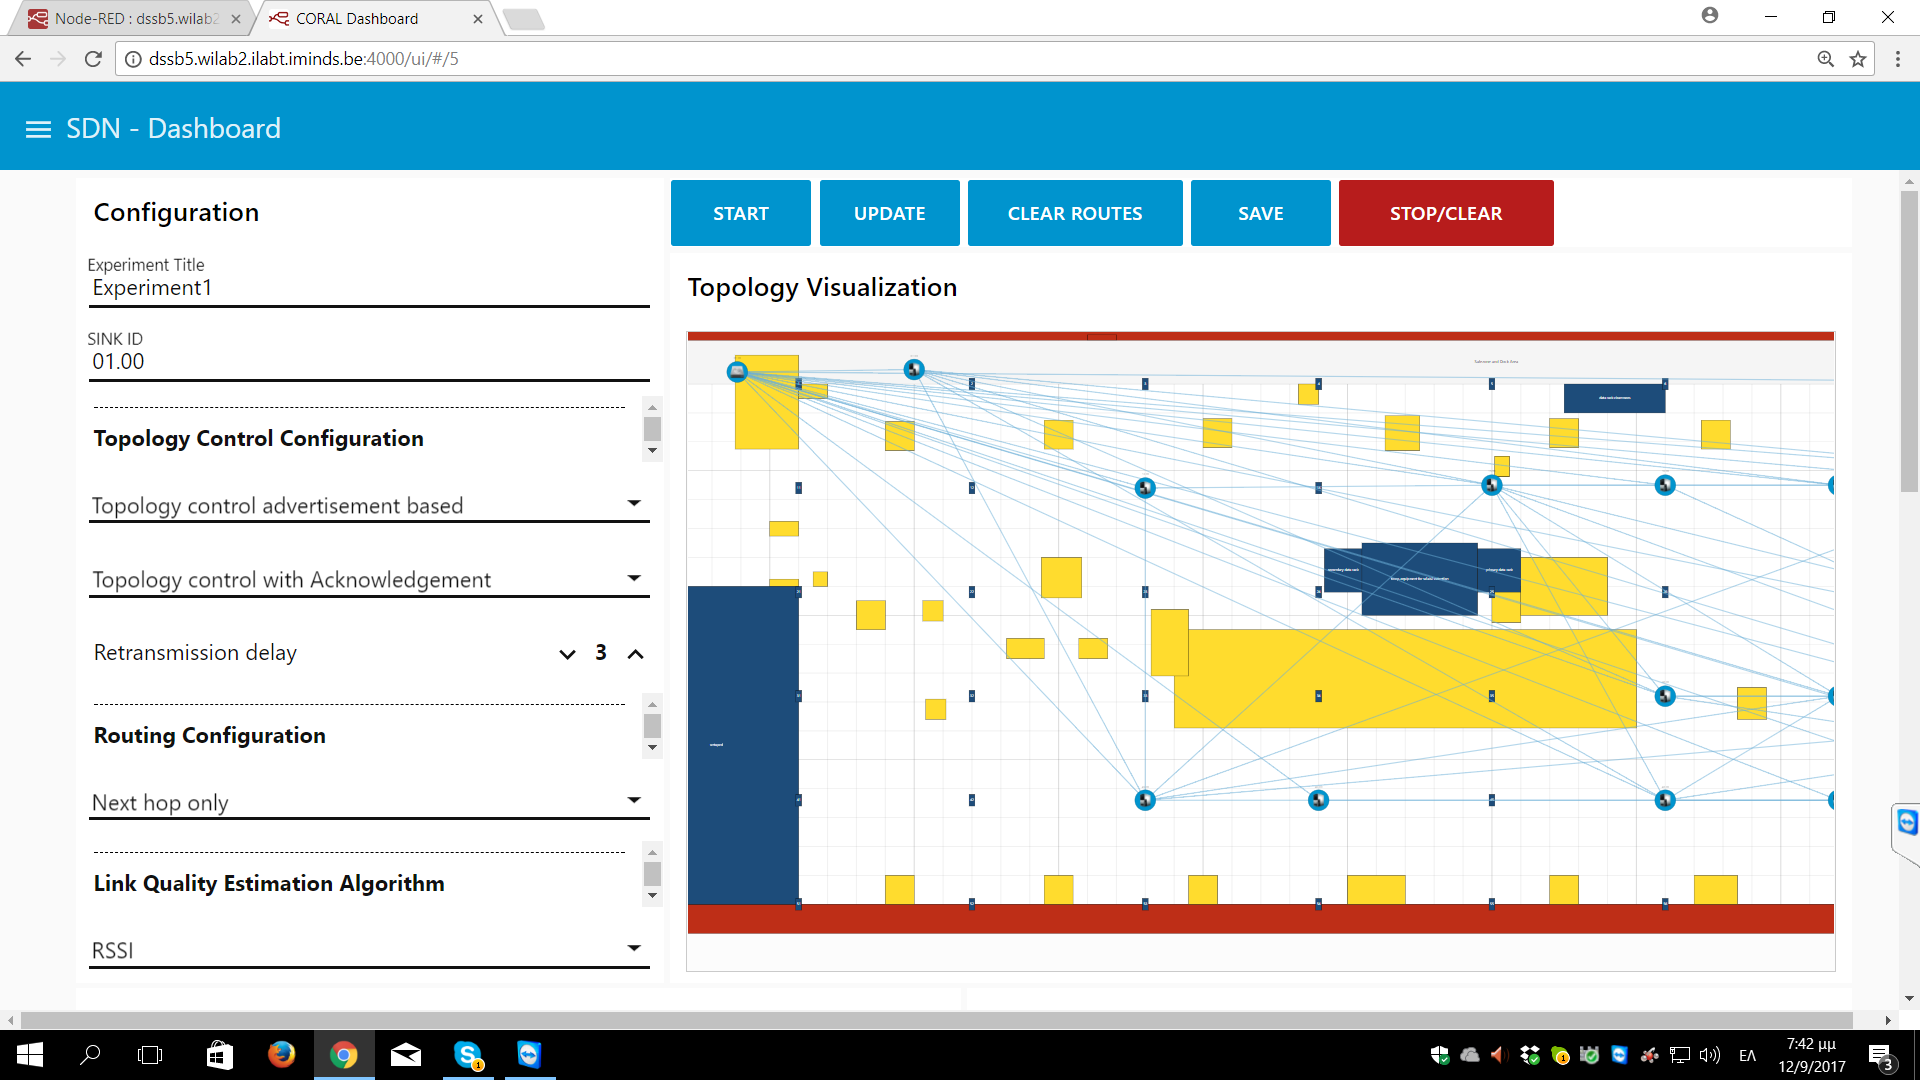 Node-RED : dssb5.wilab2
CORAL Dashboard
dssb5.wilab2.ilabt.iminds.be:4000/ui/#/5
SDN - Dashboard
Configuration
Experiment Title
Experiment1
SINK ID
01.00
Topology Control Configuration
Topology control advertisement based
Topology control with Acknowledgement
Retransmission delay
3
Routing Configuration
Next hop only
Link Quality Estimation Algorithm
RSSI
START
UPDATE
CLEAR ROUTES
SAVE
STOP/CLEAR
Topology Visualization
ΕΛ
7:42 μμ
12/9/2017
3